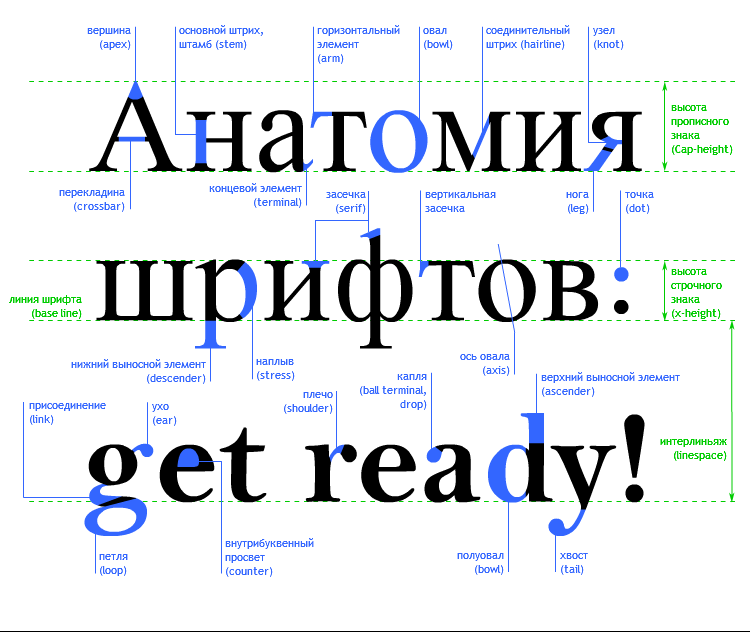 вершина
(apex)
основной штрих,
штамб (stem)
горизонтальный
элемент
(arm)
овал
(bowl)
соединительный
штрих (hairline)
узел
(knot)
Анатомия
высота
прописного
знака
(Cap-height)
перекладина
(crossbar)
концевой элемент
(terminal)
засечка
(serif)
вертикальная
засечка
нога
(leg)
точка
(dot)
шрифтов:
линия шрифта
(base line)
высота
строчного
знака
(x-height)
нижний выносной элемент
(descender)
наплыв
(stress)
ось овала
(axis)
присоединение
(link)
ухо
(ear)
плечо
(shoulder)
капля
(ball terminal,
drop)
верхний выносной элемент
(ascender)
get ready!
интерлиньяж
(linespace)
петля
(loop)
внутрибуквенный
просвет
(counter)
полуовал
(bowl)
хвост
(tail)